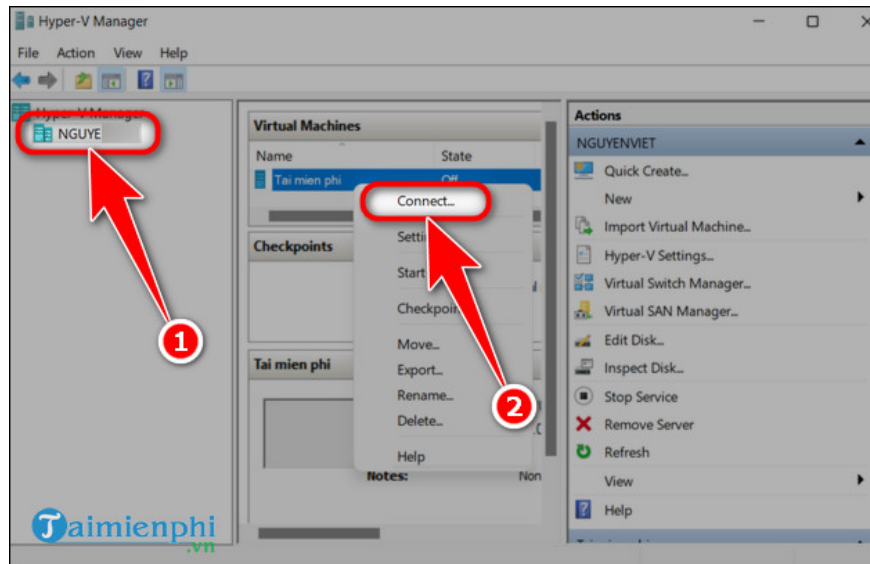 Hyper-V Manager
File Action View Help
Hyper-V Manager
NGUYE
1
Virtual Machines
Name State
Tai mien phi Off
Connect...
Start
Move...
Export...
Rename...
Delete...
Help
2
Checkpoints
Tai mien phi
Notes: Non
Actions
NGUYENVIET
Quick Create...
New
Import Virtual Machine...
Hyper-V Settings...
Virtual Switch Manager...
Virtual SAN Manager...
Edit Disk...
Inspect Disk...
Stop Service
Remove Server
Refresh
View
Help
Taimienphi
.vn